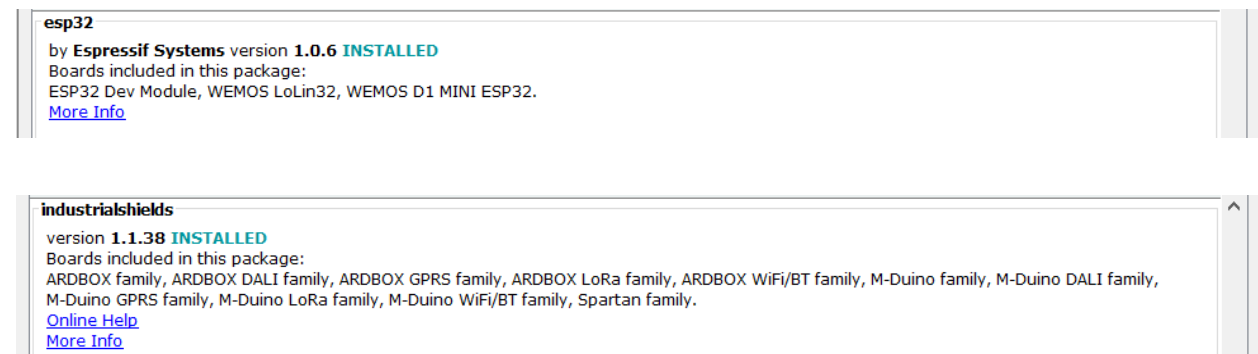 esp32
by Espressif Systems version 1.0.6 INSTALLED
Boards included in this package:
ESP32 Dev Module, WEMOS LoLin32, WEMOS D1 MINI ESP32.
More Info
industrialshields
version 1.1.38 INSTALLED
Boards included in this package:
ARDBOX family, ARDBOX DALI family, ARDBOX GPRS family, ARDBOX LoRa family, ARDBOX WiFi/BT family, M-Duino family, M-Duino DALI family,
M-Duino GPRS family, M-Duino LoRa family, M-Duino WiFi/BT family, Spartan family.
Online Help
More Info